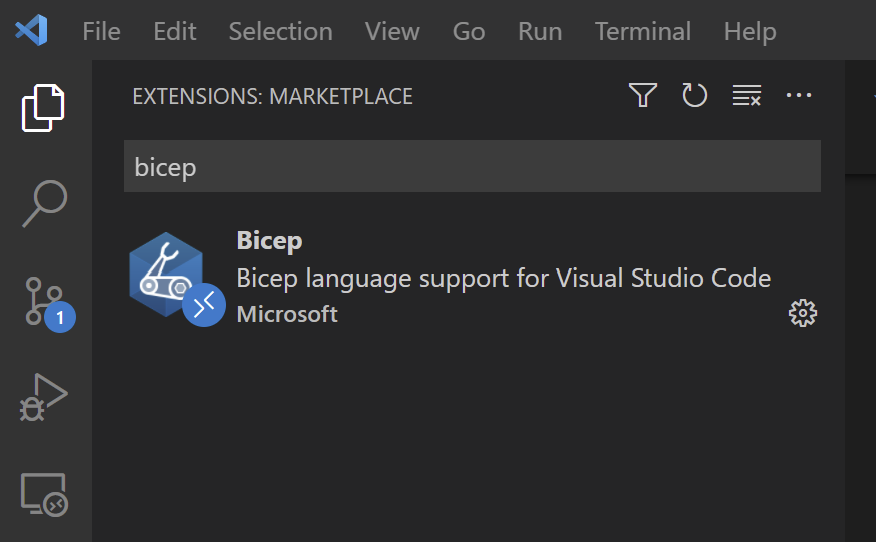 File Edit Selection View Go Run Terminal Help
EXTENSIONS: MARKETPLACE
bicep
Bicep
Bicep language support for Visual Studio Code
Microsoft
1